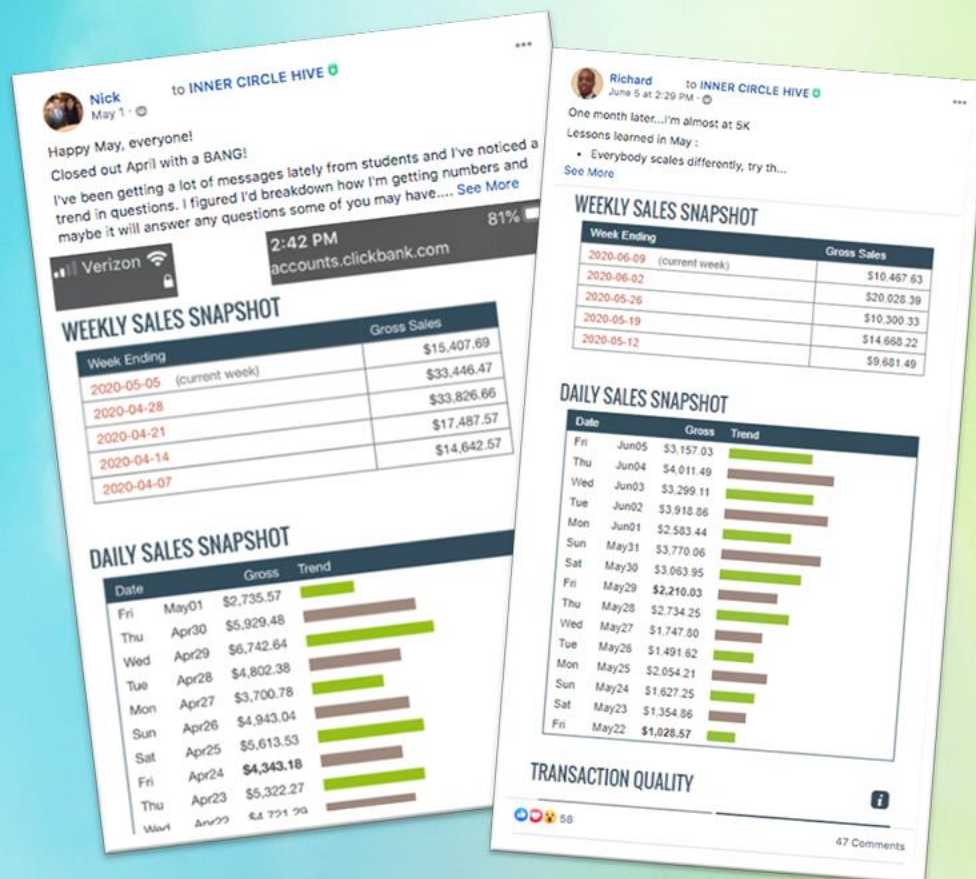 Nick to INNER CIRCLE HIVE
May 1
Happy May, everyone!
Closed out April with a BANG!
I've been getting a lot of messages lately from students and I've noticed a
trend in questions. I figured I'd breakdown how I'm getting numbers and
maybe it will answer any questions some of you may have.... See More
Verizon
2:42 PM 81%
accounts.clickbank.com
WEEKLY SALES SNAPSHOT
Week Ending Gross Sales
2020-05-05 (current week) $15,407.69
2020-04-28 $33,446.47
2020-04-21 $33,826.66
2020-04-14 $17,487.57
2020-04-07 $14,642.57
DAILY SALES SNAPSHOT
Date Gross Trend
Fri May01 $2,735.57
Thu Apr30 $5,929.48
Wed Apr29 $6,742.64
Tue Apr28 $4,802.38
Mon Apr27 $3,700.78
Sun Apr26 $4,943.04
Sat Apr25 $5,613.53
Fri Apr24 $4,343.18
Thu Apr23 $5,322.27
Wed Apr22 $4,721.29
Richard to INNER CIRCLE HIVE
June 5 at 2:29 PM
One month later...I'm almost at 5K
Lessons learned in May :
• Everybody scales differently, try th...
See More
WEEKLY SALES SNAPSHOT
Week Ending Gross Sales
2020-06-09 (current week) $10,467.63
2020-06-02 $20,028.39
2020-05-26 $10,300.33
2020-05-19 $14,668.22
2020-05-12 $9,681.49
DAILY SALES SNAPSHOT
Date Gross Trend
Fri Jun05 $3,157.03
Thu Jun04 $4,011.49
Wed Jun03 $3,299.11
Tue Jun02 $3,918.86
Mon Jun01 $2,583.44
Sun May31 $3,770.06
Sat May30 $3,063.95
Fri May29 $2,210.03
Thu May28 $2,734.25
Wed May27 $1,747.80
Tue May26 $1,491.62
Mon May25 $2,054.21
Sun May24 $1,627.25
Sat May23 $1,354.86
Fri May22 $1,028.57
TRANSACTION QUALITY
58
47 Comments